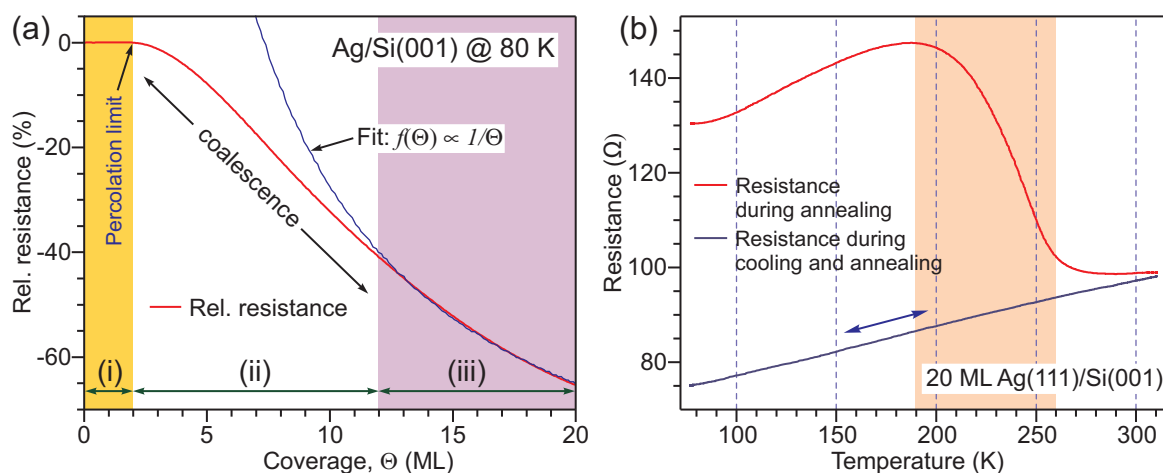 (a)
Ag/Si(001) @ 80 K
Percolation limit
coalescence
Fit: f(Θ) ∝ 1/Θ
Rel. resistance
(i)
(ii)
(iii)
Rel. resistance (%)
0
-20
-40
-60
0
5
10
15
20
Coverage, Θ (ML)
(b)
Resistance
during annealing
Resistance during
cooling and annealing
20 ML Ag(111)/Si(001)
Resistance (Ω)
140
120
100
80
100
150
200
250
300
Temperature (K)